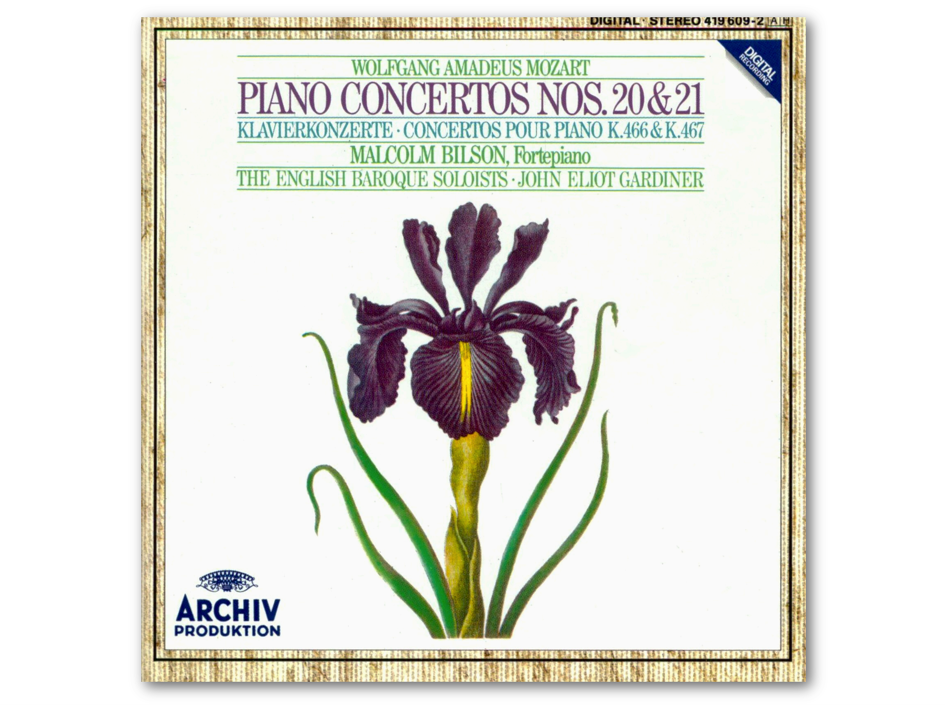 DIGITAL · STEREO 419 609-2 AH
DIGITAL
RECORDING
WOLFGANG AMADEUS MOZART
PIANO CONCERTOS NOS. 20 & 21
KLAVIERKONZERTE · CONCERTOS POUR PIANO K.466 & K.467
MALCOLM BILSON, Fortepiano
THE ENGLISH BAROQUE SOLOISTS · JOHN ELIOT GARDINER
ARCHIV
PRODUKTION